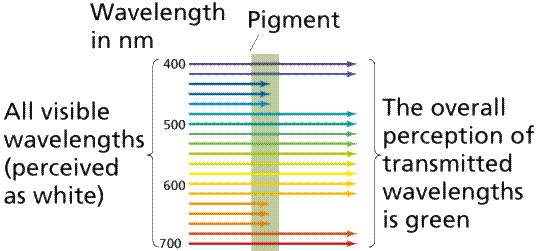 Wavelength
in nm
Pigment
400
500
600
700
All visible
wavelengths
(perceived
as white)
The overall
perception of
transmitted
wavelengths
is green